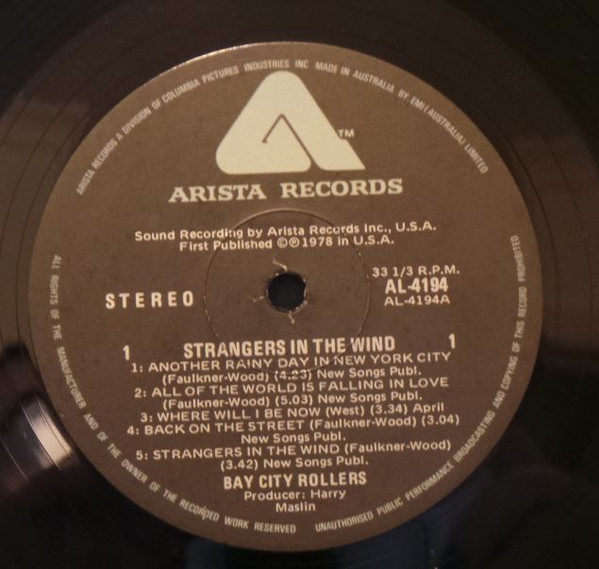 ARISTA RECORDS A DIVISION OF COLUMBIA PICTURES INDUSTRIES INC MADE IN AUSTRALIA BY EMI (AUSTRALIA) LIMITED
TM
ARISTA RECORDS
Sound Recording by Arista Records Inc., U.S.A.
First Published ©℗1978 in U.S.A.
33 1/3 R.P.M.
STEREO
AL-4194
AL-4194A
1 STRANGERS IN THE WIND 1
1: ANOTHER RAINY DAY IN NEW YORK CITY
(Faulkner-Wood) (4.23) New Songs Publ.
2: ALL OF THE WORLD IS FALLING IN LOVE
(Faulkner-Wood) (5.03) New Songs Publ.
3: WHERE WILL I BE NOW (West) (3.34) April
4: BACK ON THE STREET (Faulkner-Wood) (3.04)
New Songs Publ.
5: STRANGERS IN THE WIND (Faulkner-Wood)
(3.42) New Songs Publ.
BAY CITY ROLLERS
Producer: Harry
Maslin
ALL RIGHTS OF THE MANUFACTURER AND OF THE OWNER OF THE RECORDED WORK RESERVED UNAUTHORISED PUBLIC PERFORMANCE BROADCASTING AND COPYING OF THIS RECORD PROHIBITED